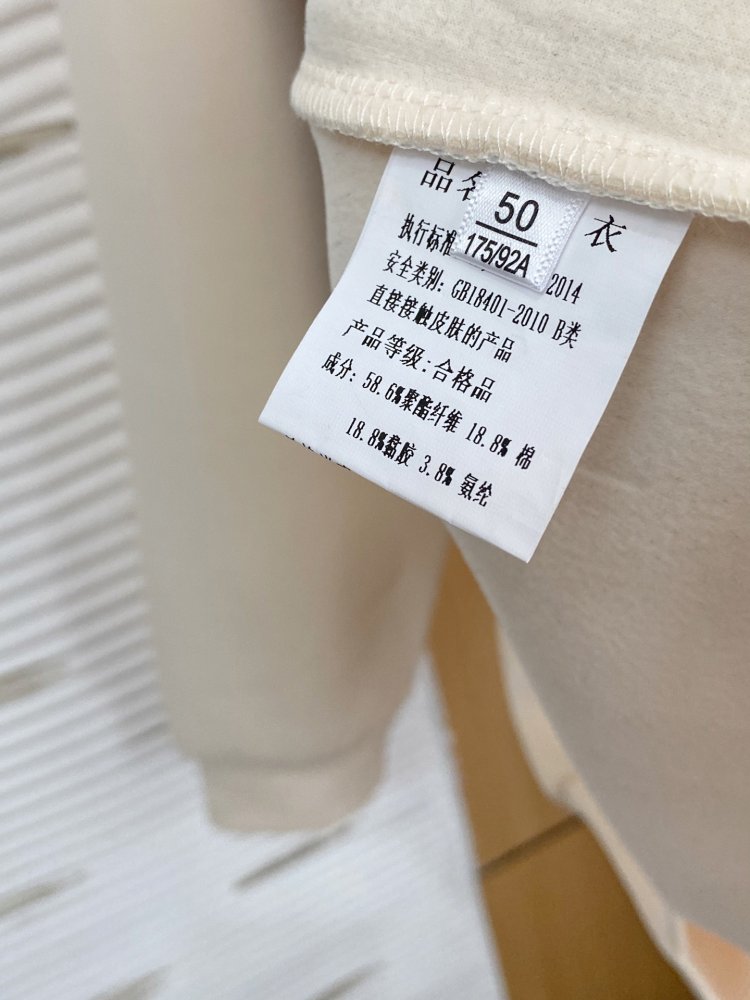 品名
衣
50
175/92A
执行标准
2014
安全类别: GB18401-2010 B类
直接接触皮肤的产品
产品等级:合格品
成分: 58.6%聚酯纤维 18.8% 棉
18.8%黏胶 3.8% 氨纶